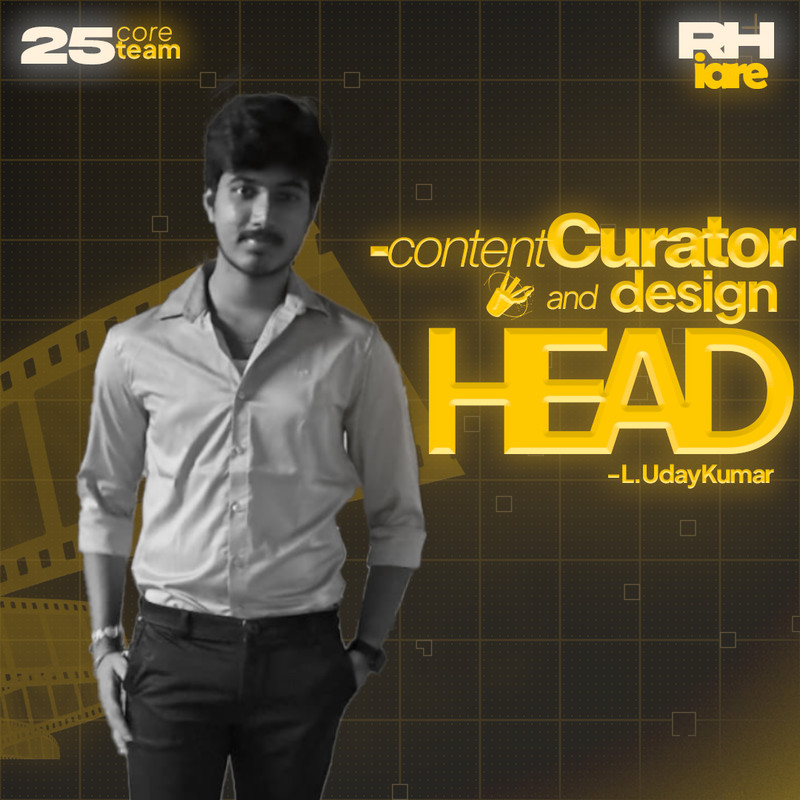 25 core team
RH
iare
-content Curator
and design
HEAD
-L.UdayKumar